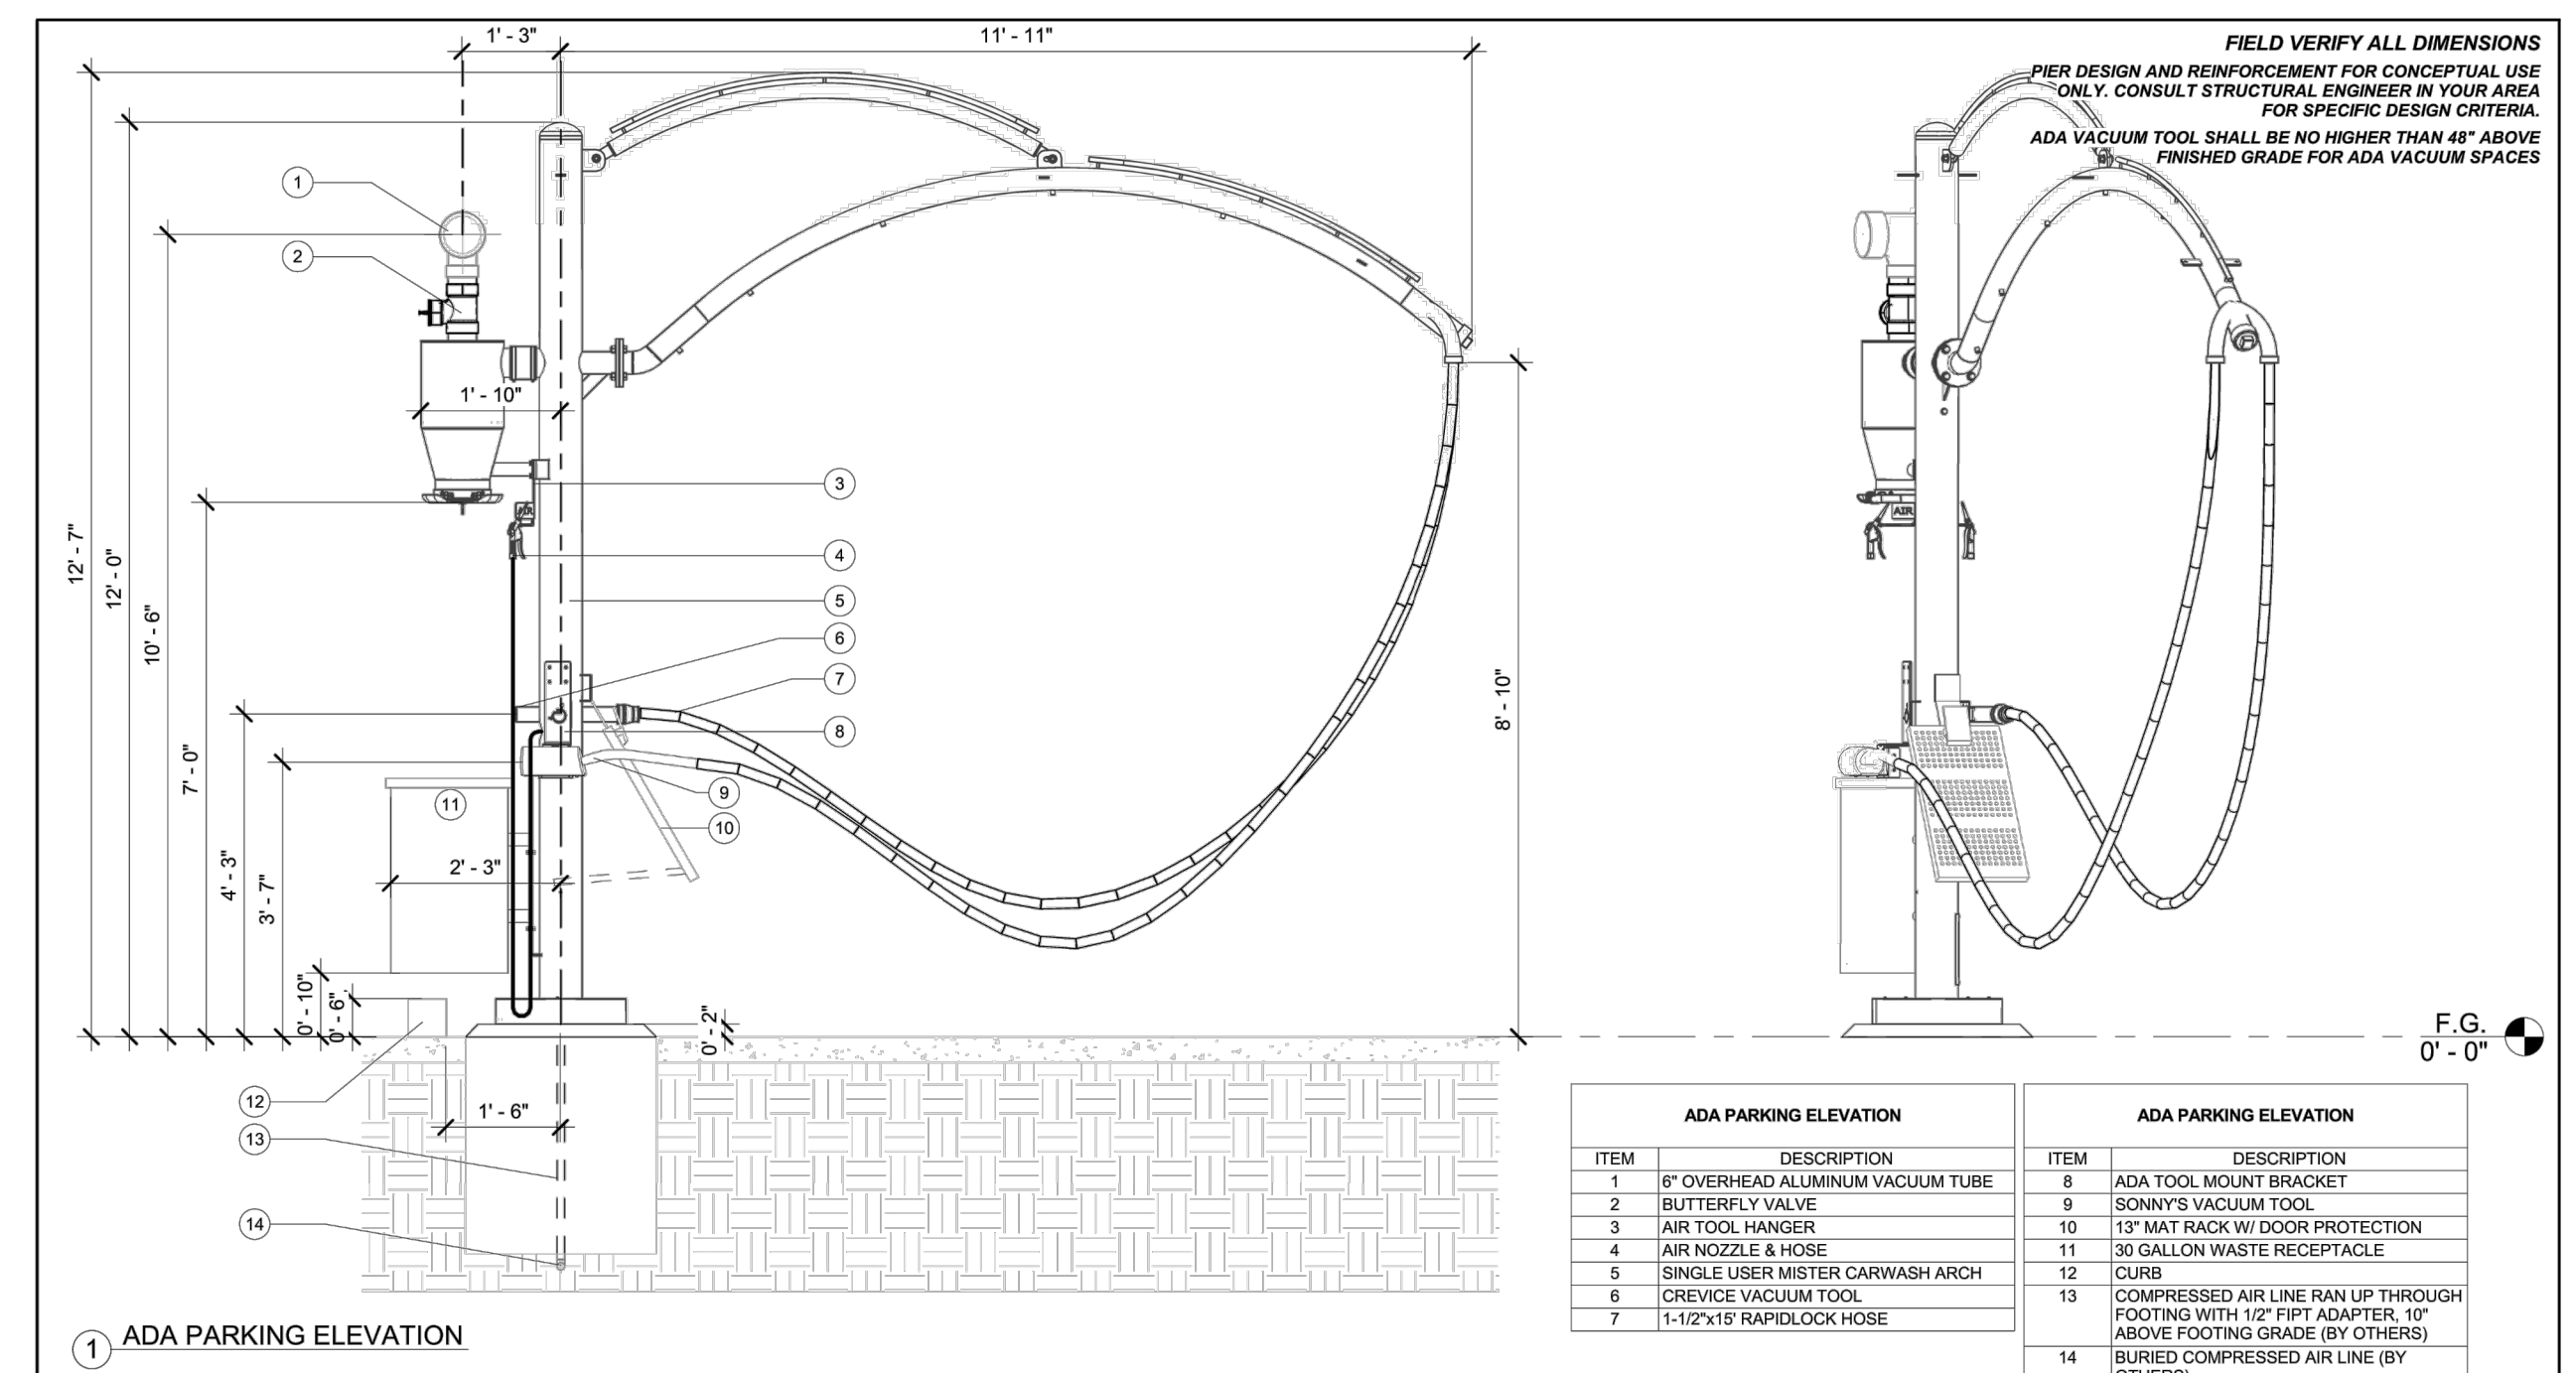 1' - 3"
11' - 11"
FIELD VERIFY ALL DIMENSIONS
PIER DESIGN AND REINFORCEMENT FOR CONCEPTUAL USE
ONLY. CONSULT STRUCTURAL ENGINEER IN YOUR AREA
FOR SPECIFIC DESIGN CRITERIA.
ADA VACUUM TOOL SHALL BE NO HIGHER THAN 48" ABOVE
FINISHED GRADE FOR ADA VACUUM SPACES
1
2
1' - 10"
3
AIR
AIR
4
12' - 7"
12' - 0"
10' - 6"
5
6
7
8' - 10"
8
7' - 0"
9
11
10
2' - 3"
4' - 3"
3' - 7"
0' - 10"
0' - 6"
0' - 2"
F.G.
0' - 0"
12
1' - 6"
13
14
ADA PARKING ELEVATION
ITEM DESCRIPTION
1 6" OVERHEAD ALUMINUM VACUUM TUBE
2 BUTTERFLY VALVE
3 AIR TOOL HANGER
4 AIR NOZZLE & HOSE
5 SINGLE USER MISTER CARWASH ARCH
6 CREVICE VACUUM TOOL
7 1-1/2"x15' RAPIDLOCK HOSE
ADA PARKING ELEVATION
ITEM DESCRIPTION
8 ADA TOOL MOUNT BRACKET
9 SONNY'S VACUUM TOOL
10 13" MAT RACK W/ DOOR PROTECTION
11 30 GALLON WASTE RECEPTACLE
12 CURB
13 COMPRESSED AIR LINE RAN UP THROUGH
FOOTING WITH 1/2" FIPT ADAPTER, 10"
ABOVE FOOTING GRADE (BY OTHERS)
14 BURIED COMPRESSED AIR LINE (BY
OTHERS)
1 ADA PARKING ELEVATION